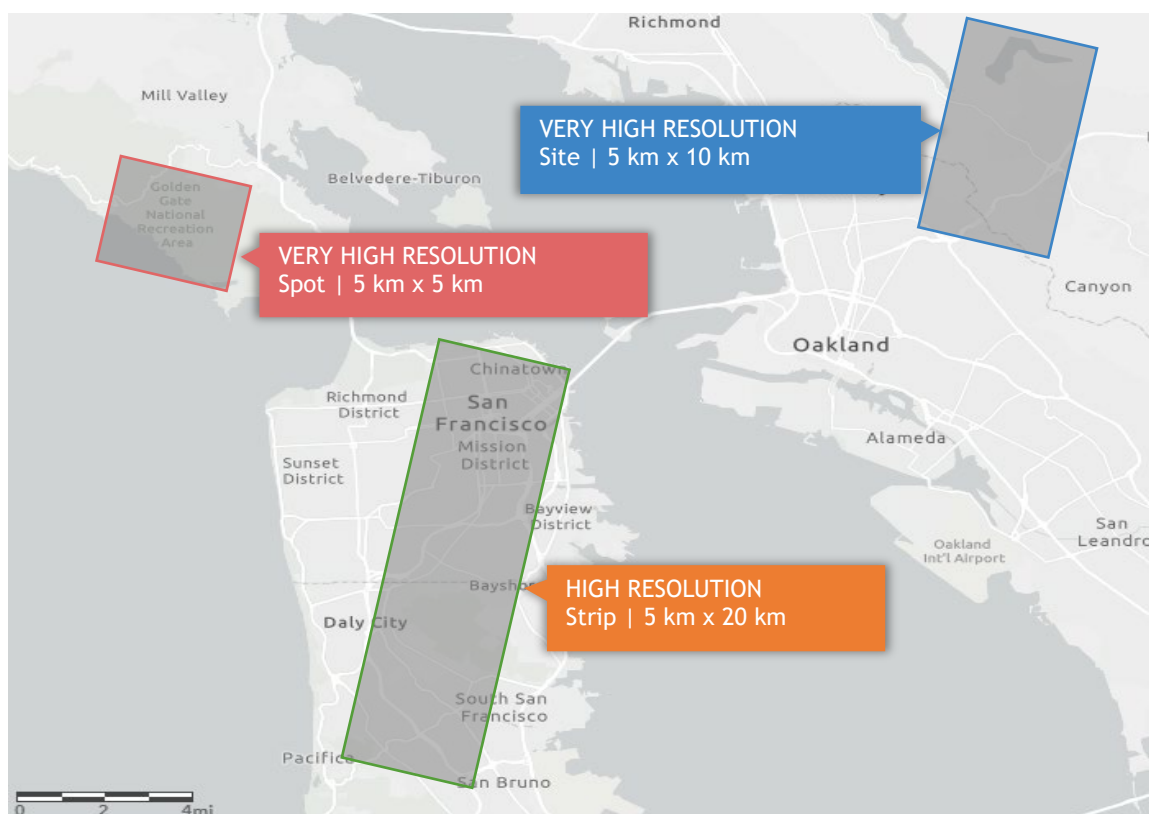 Richmond
Mill Valley
VERY HIGH RESOLUTION
Site | 5 km x 10 km
Belvedere-Tiburon
Golden
Gate
National
Recreation
Area
VERY HIGH RESOLUTION
Spot | 5 km x 5 km
Canyon
Oakland
Chinatown
Richmond
District
San
Francisco
Mission
District
Alameda
Sunset
District
Bayview
District
San
Leandro
Oakland
Int'l Airport
HIGH RESOLUTION
Strip | 5 km x 20 km
Bayshor
Daly City
South San
Francisco
Pacifica
San Bruno
0 2 4mi